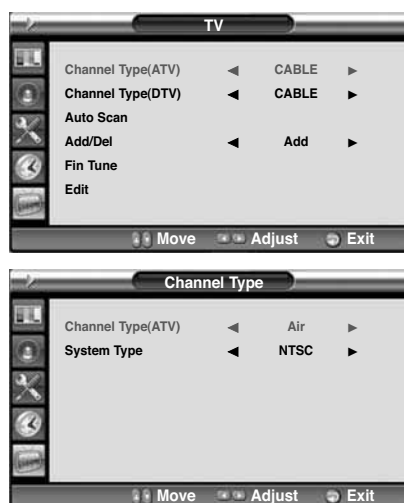 TV
Channel Type(ATV) ◄ CABLE ►
Channel Type(DTV) ◄ CABLE ►
Auto Scan
Add/Del ◄ Add ►
Fin Tune
Edit
Move Adjust Exit
Channel Type
Channel Type(ATV) ◄ Air ►
System Type ◄ NTSC ►
Move Adjust Exit